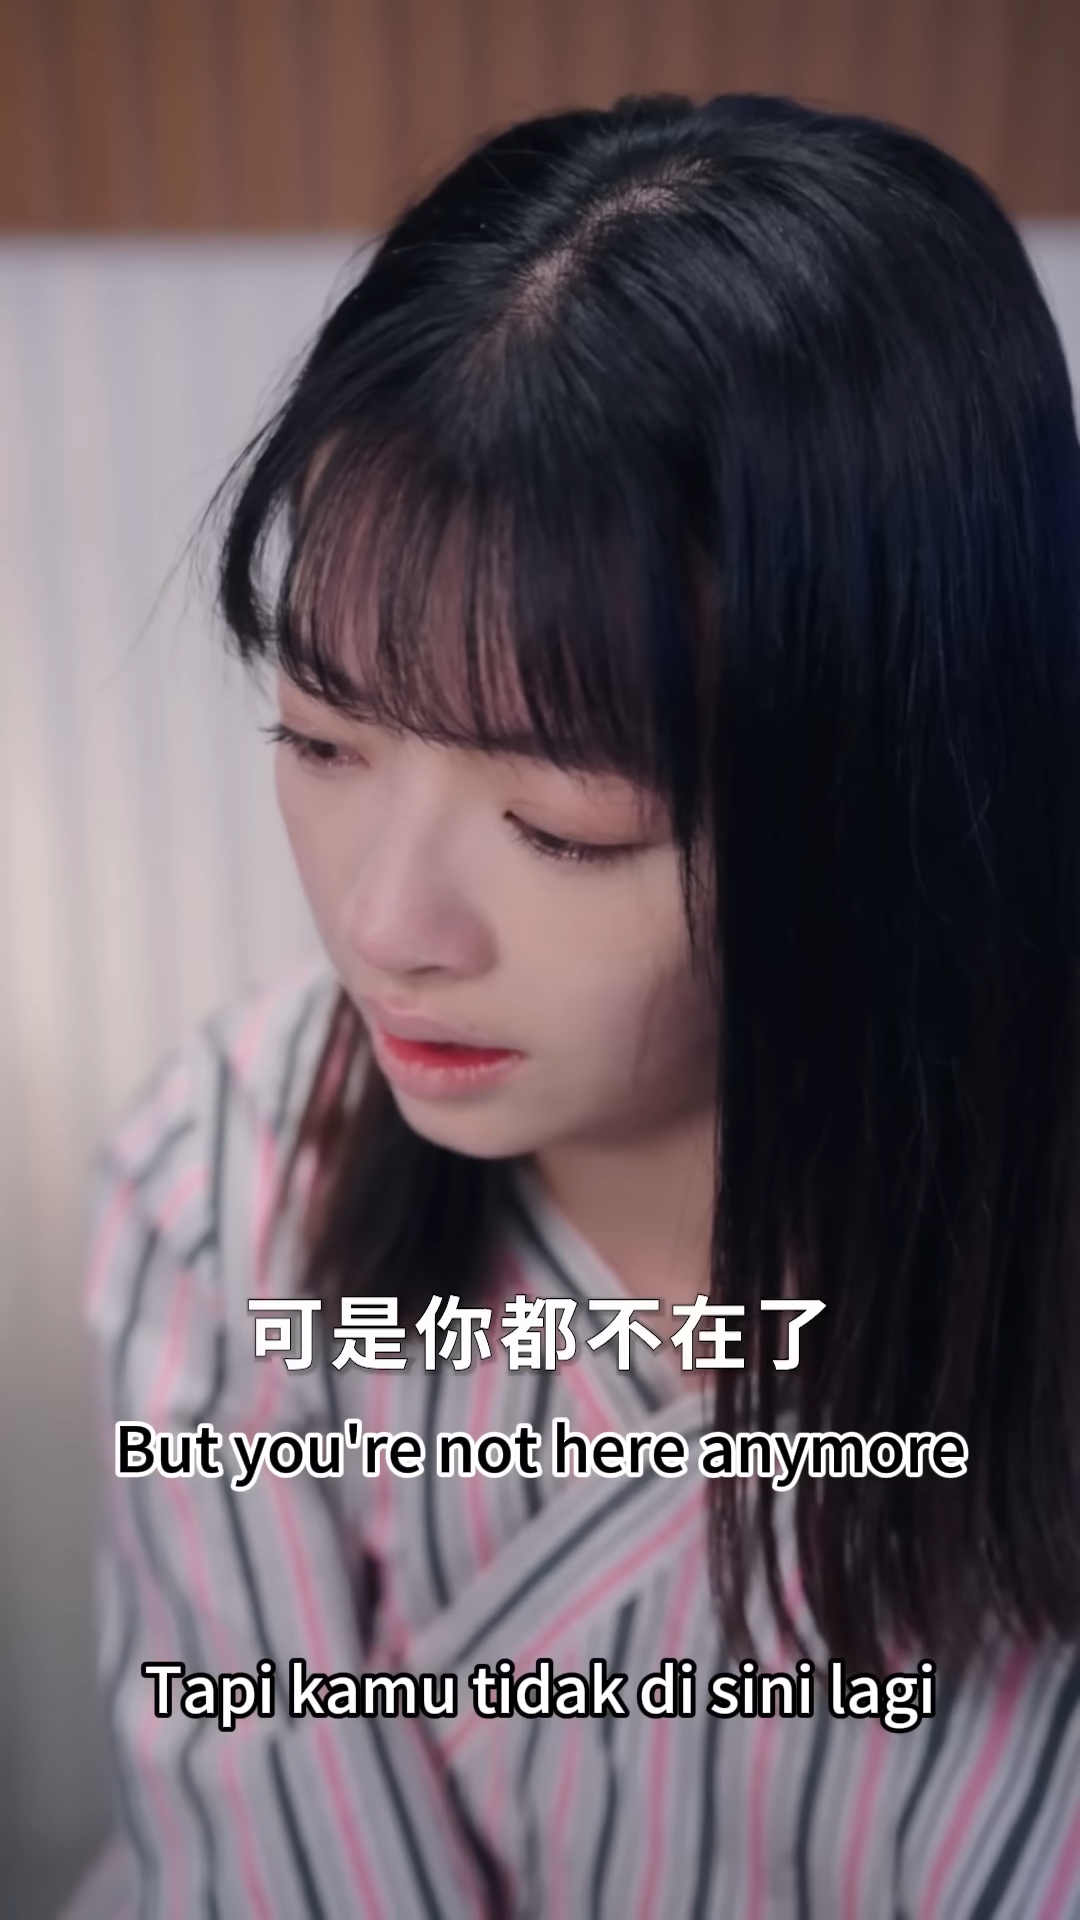 可是你都不在了
But you're not here anymore
Tapi kamu tidak di sini lagi